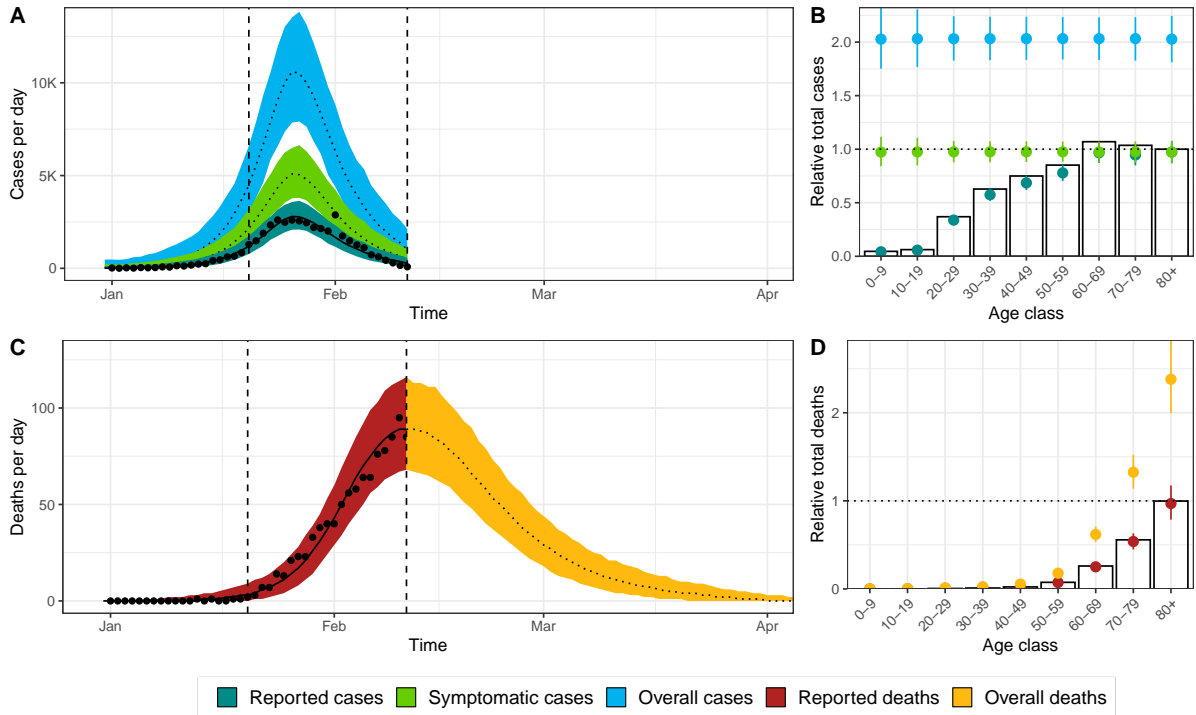 A
Cases per day
10K
5K
0
Jan
Feb
Mar
Apr
Time
B
Relative total cases
2.0
1.5
1.0
0.5
0.0
0−9
10−19
20−29
30−39
40−49
50−59
60−69
70−79
80+
Age class
C
Deaths per day
100
50
0
Jan
Feb
Mar
Apr
Time
D
Relative total deaths
2
1
0
0−9
10−19
20−29
30−39
40−49
50−59
60−69
70−79
80+
Age class
Reported cases
Symptomatic cases
Overall cases
Reported deaths
Overall deaths